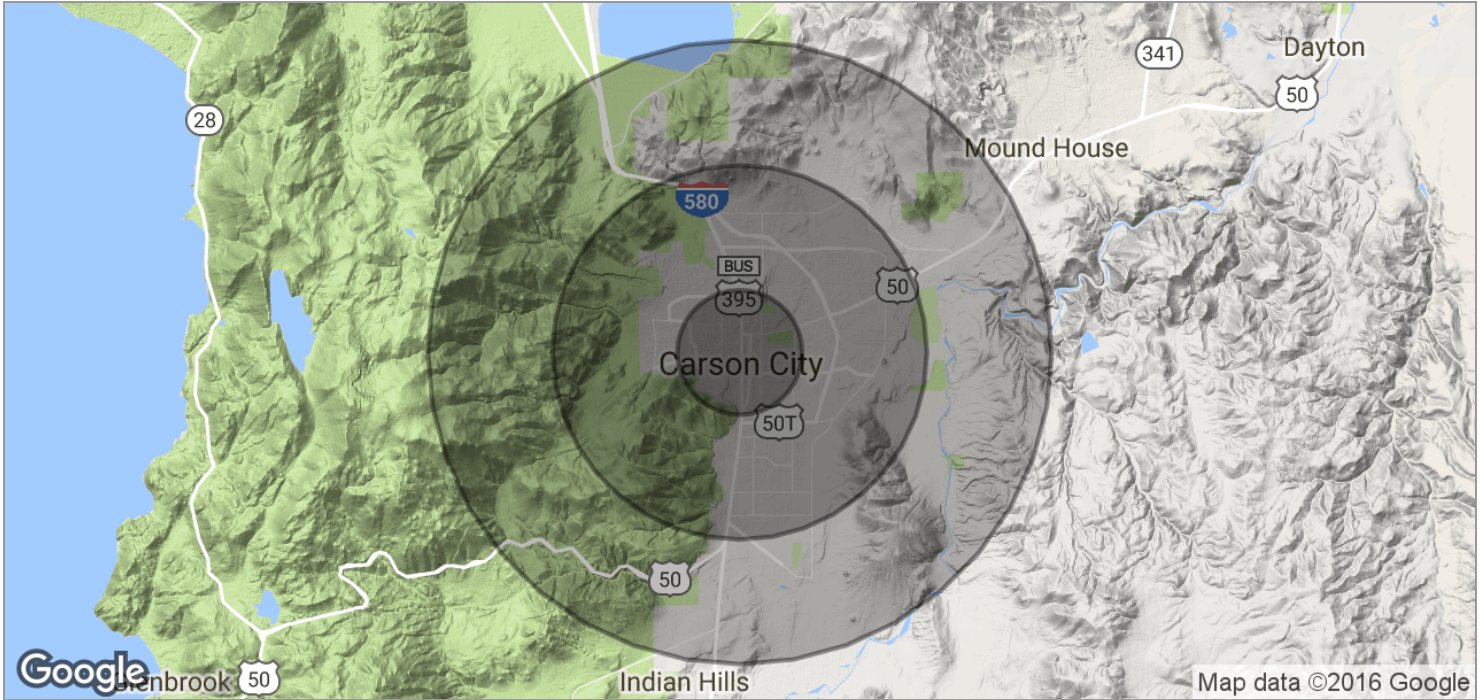 341
Dayton
50
28
Mound House
580
BUS
395
50
Carson City
50T
50
Google
Glenbrook
50
Indian Hills
Map data ©2016 Google